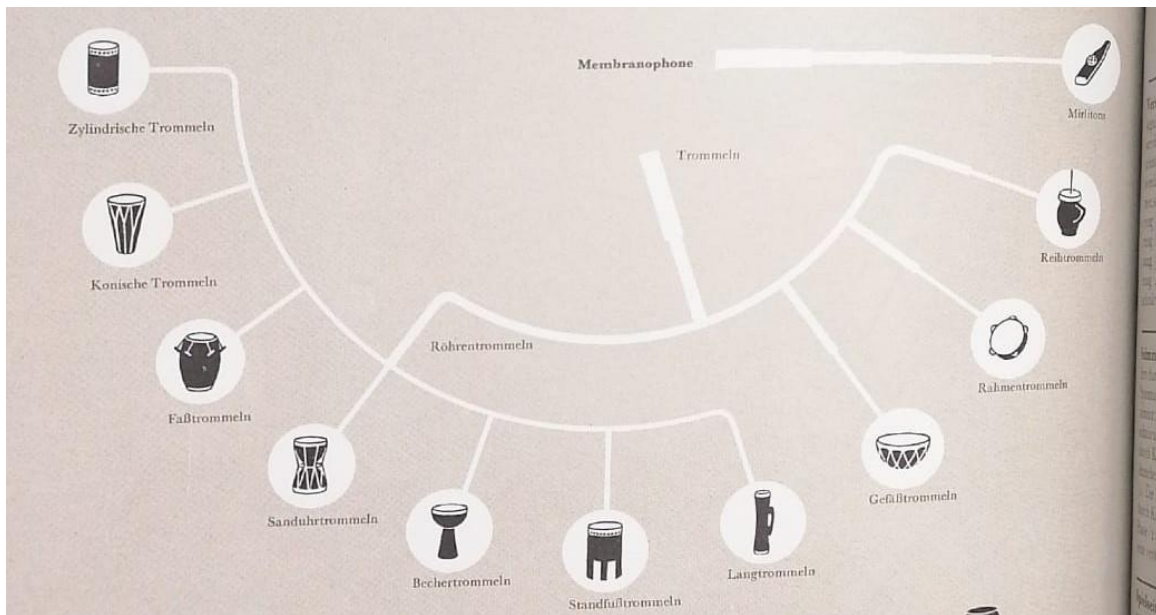 Membranophone
Mirlitons
Zylindrische Trommeln
Trommeln
Konische Trommeln
Reibtrommeln
Röhrentrommeln
Rahmentrommeln
Faßtrommeln
Gefäßtrommeln
Sanduhrtrommeln
Bechertrommeln
Langtrommeln
Standfußtrommeln